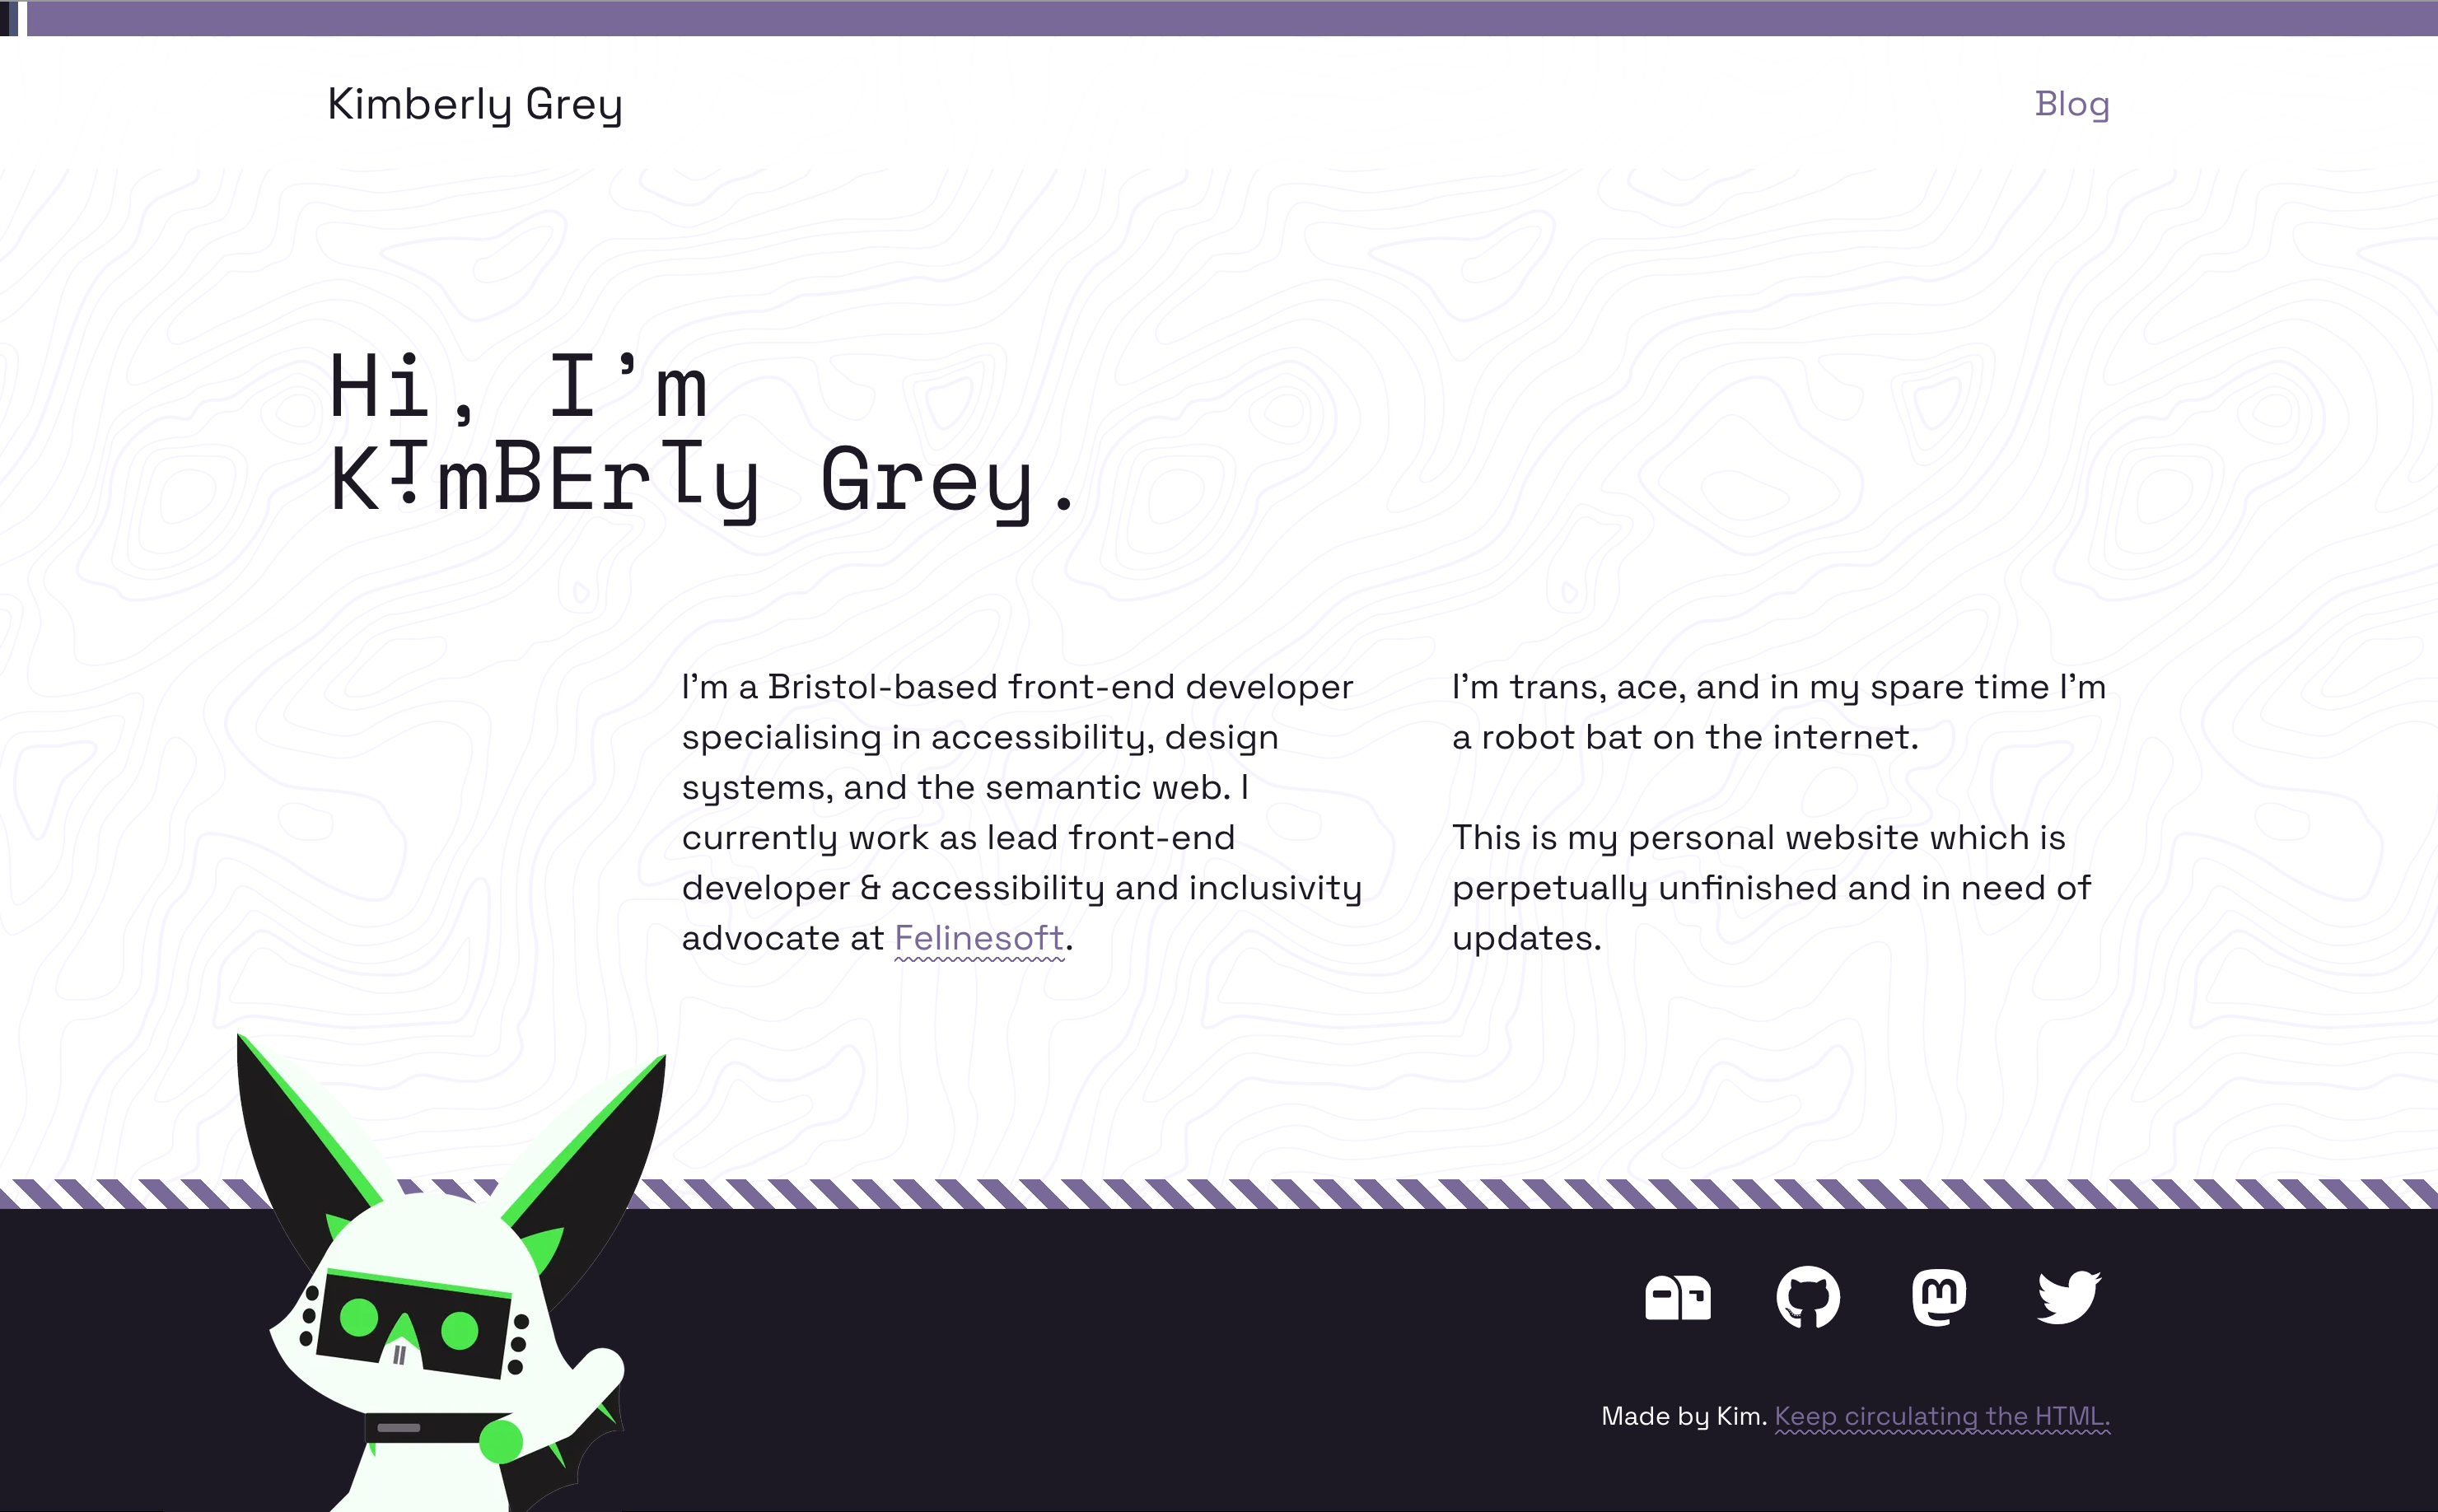 Kimberly Grey
Blog
Hi, I’m
KimBErly Grey.
I’m a Bristol-based front-end developer
specialising in accessibility, design
systems, and the semantic web. I
currently work as lead front-end
developer & accessibility and inclusivity
advocate at Felinesoft.
I’m trans, ace, and in my spare time I’m
a robot bat on the internet.
This is my personal website which is
perpetually unfinished and in need of
updates.
Made by Kim. Keep circulating the HTML.